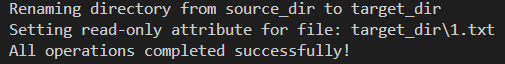 Renaming directory from source_dir to target_dir
Setting read-only attribute for file: target_dir\1.txt
All operations completed successfully!